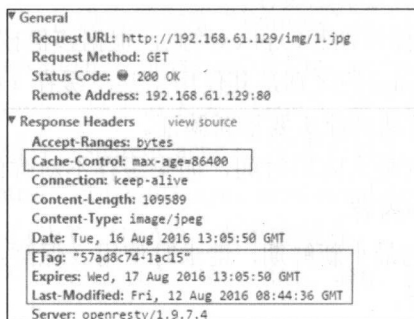 General
Request URL: http://192.168.61.129/img/1.jpg
Request Method: GET
Status Code: 200 OK
Remote Address: 192.168.61.129:80
Response Headers view source
Accept-Ranges: bytes
Cache-Control: max-age=86400
Connection: keep-alive
Content-Length: 109589
Content-Type: image/jpeg
Date: Tue, 16 Aug 2016 13:05:50 GMT
ETag: "57ad8c74-1ac15"
Expires: Wed, 17 Aug 2016 13:05:50 GMT
Last-Modified: Fri, 12 Aug 2016 08:44:36 GMT
Server: openresty/1.9.7.4